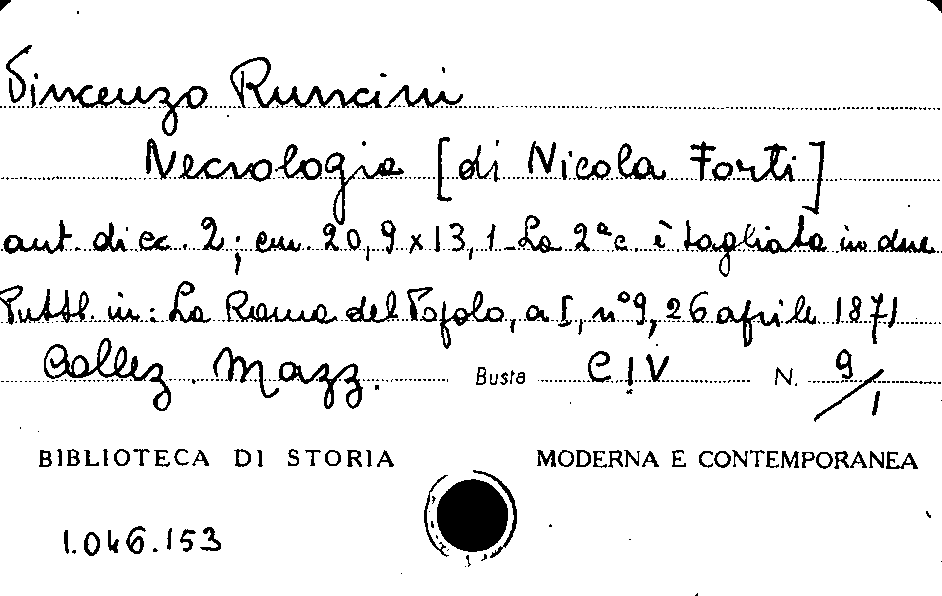 Vincenzo Runcini
Necrologia [di Nicola Forti]
aut. di cc. 2; cm. 20,9 x 13,1 - La 2ª c. è tagliata in due
Pubbl. in: La Roma del Popolo, a I, n° 9, 26 aprile 1871
Collez. Mazz. Busta CIV N. 9/1
BIBLIOTECA DI STORIA MODERNA E CONTEMPORANEA
1.046.153